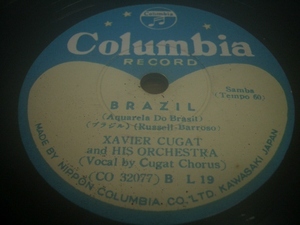 Columbia
RECORD
Samba
(Tempo 60)
BRAZIL
(Aquarela Do Brasil)
(ブラジル) (Russell-Barroso)
XAVIER CUGAT
and HIS ORCHESTRA
(Vocal by Cugat Chorus)
(CO 32077) B L 19
MADE BY NIPPON COLUMBIA CO., LTD. KAWASAKI JAPAN